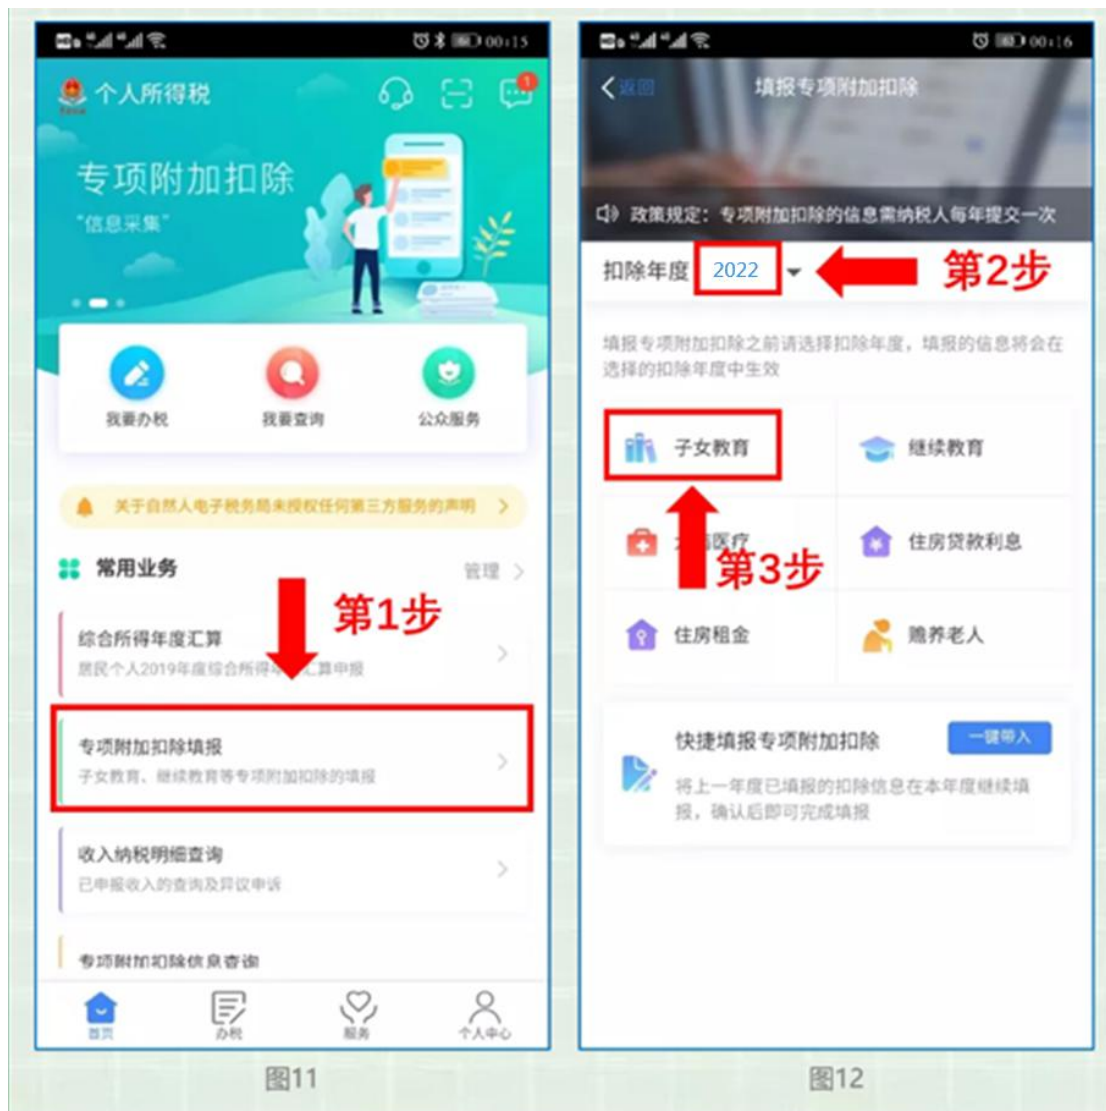 00:15
个人所得税
1
专项附加扣除
"信息采集"
我要办税
我要查询
公众服务
关于自然人电子税务局未授权任何第三方服务的声明
常用业务
管理
第1步
综合所得年度汇算
居民个人2019年度综合所得年 汇算申报
专项附加扣除填报
子女教育、继续教育等专项附加扣除的填报
收入纳税明细查询
已申报收入的查询及异议申诉
专项附加扣除信息查询
首页
办税
服务
个人中心
图11
00:16
返回
填报专项附加扣除
政策规定：专项附加扣除的信息需纳税人每年提交一次
扣除年度 2022
第2步
填报专项附加扣除之前请选择扣除年度，填报的信息将会在
选择的扣除年度中生效
子女教育
继续教育
医疗
住房贷款利息
第3步
住房租金
赡养老人
快捷填报专项附加扣除
一键带入
将上一年度已填报的扣除信息在本年度继续填
报，确认后即可完成填报
图12